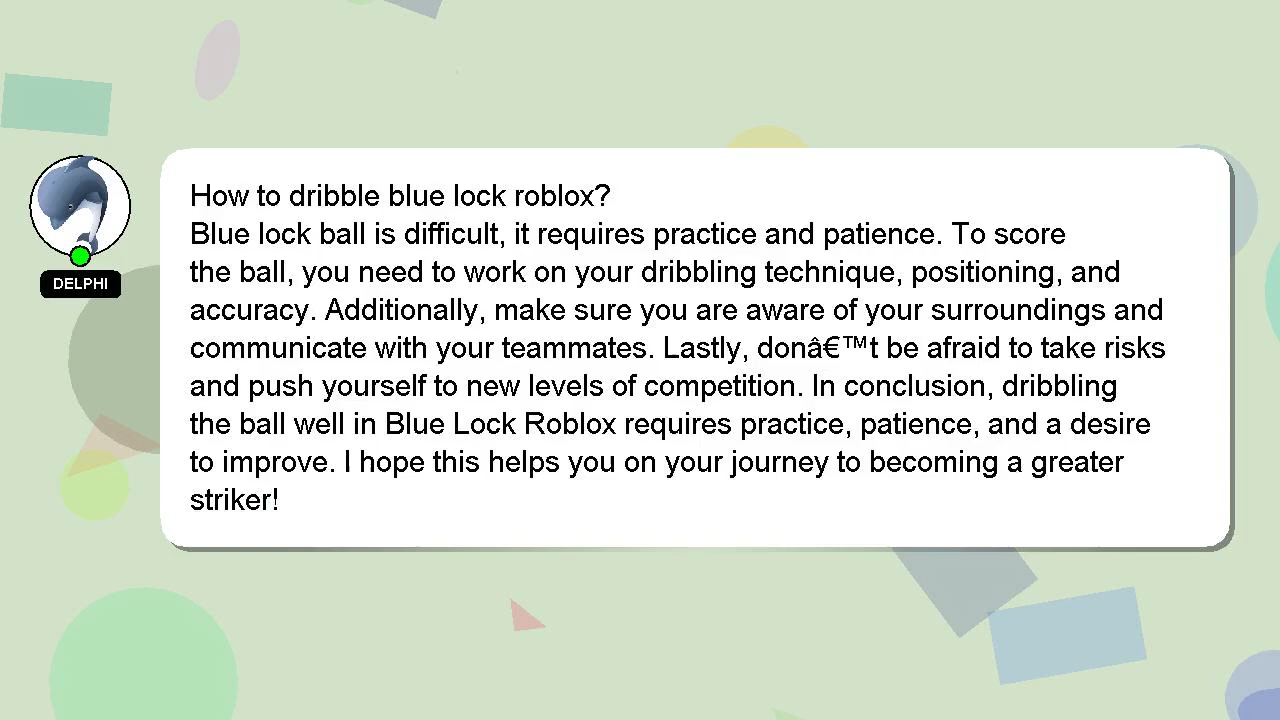 How to dribble blue lock roblox?
Blue lock ball is difficult, it requires practice and patience. To score
the ball, you need to work on your dribbling technique, positioning, and
accuracy. Additionally, make sure you are aware of your surroundings and
communicate with your teammates. Lastly, donâ€™t be afraid to take risks
and push yourself to new levels of competition. In conclusion, dribbling
the ball well in Blue Lock Roblox requires practice, patience, and a desire
to improve. I hope this helps you on your journey to becoming a greater
striker!
DELPHI